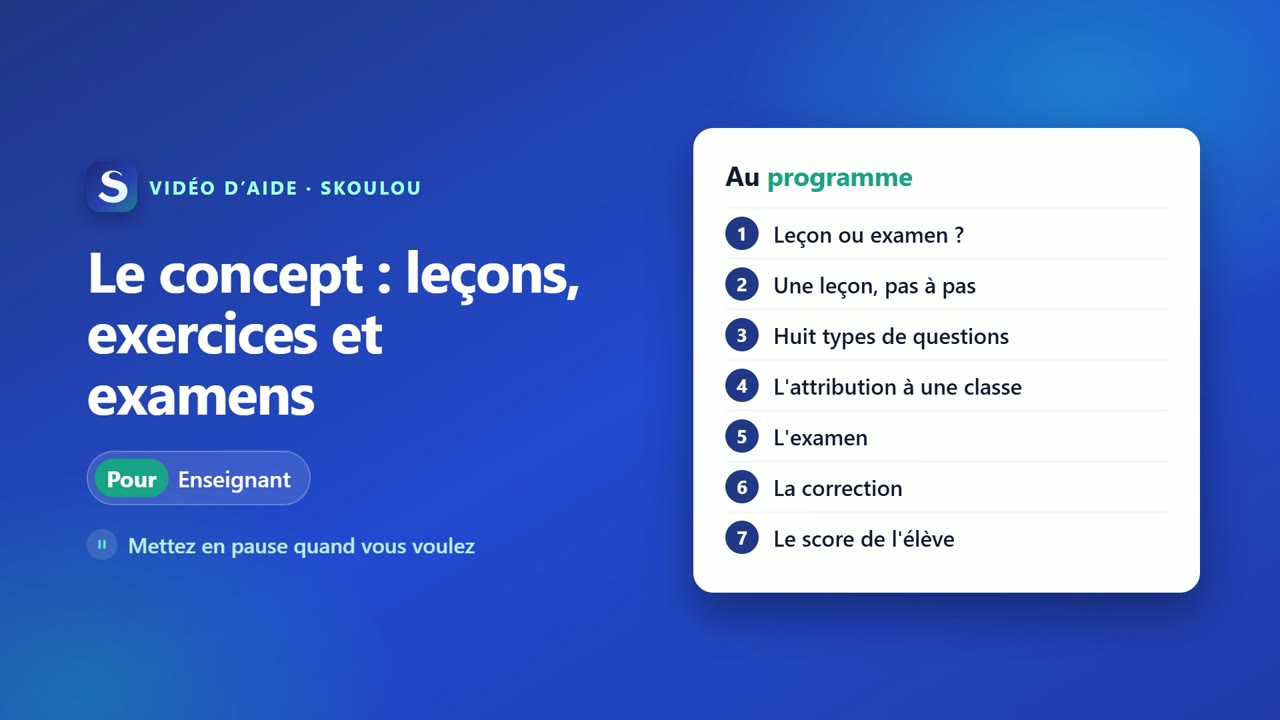 VIDÉO D’AIDE · SKOULOU
Le concept : leçons,
exercices et
examens
Pour Enseignant
Mettez en pause quand vous voulez
Au programme
1 Leçon ou examen ?
2 Une leçon, pas à pas
3 Huit types de questions
4 L'attribution à une classe
5 L'examen
6 La correction
7 Le score de l'élève